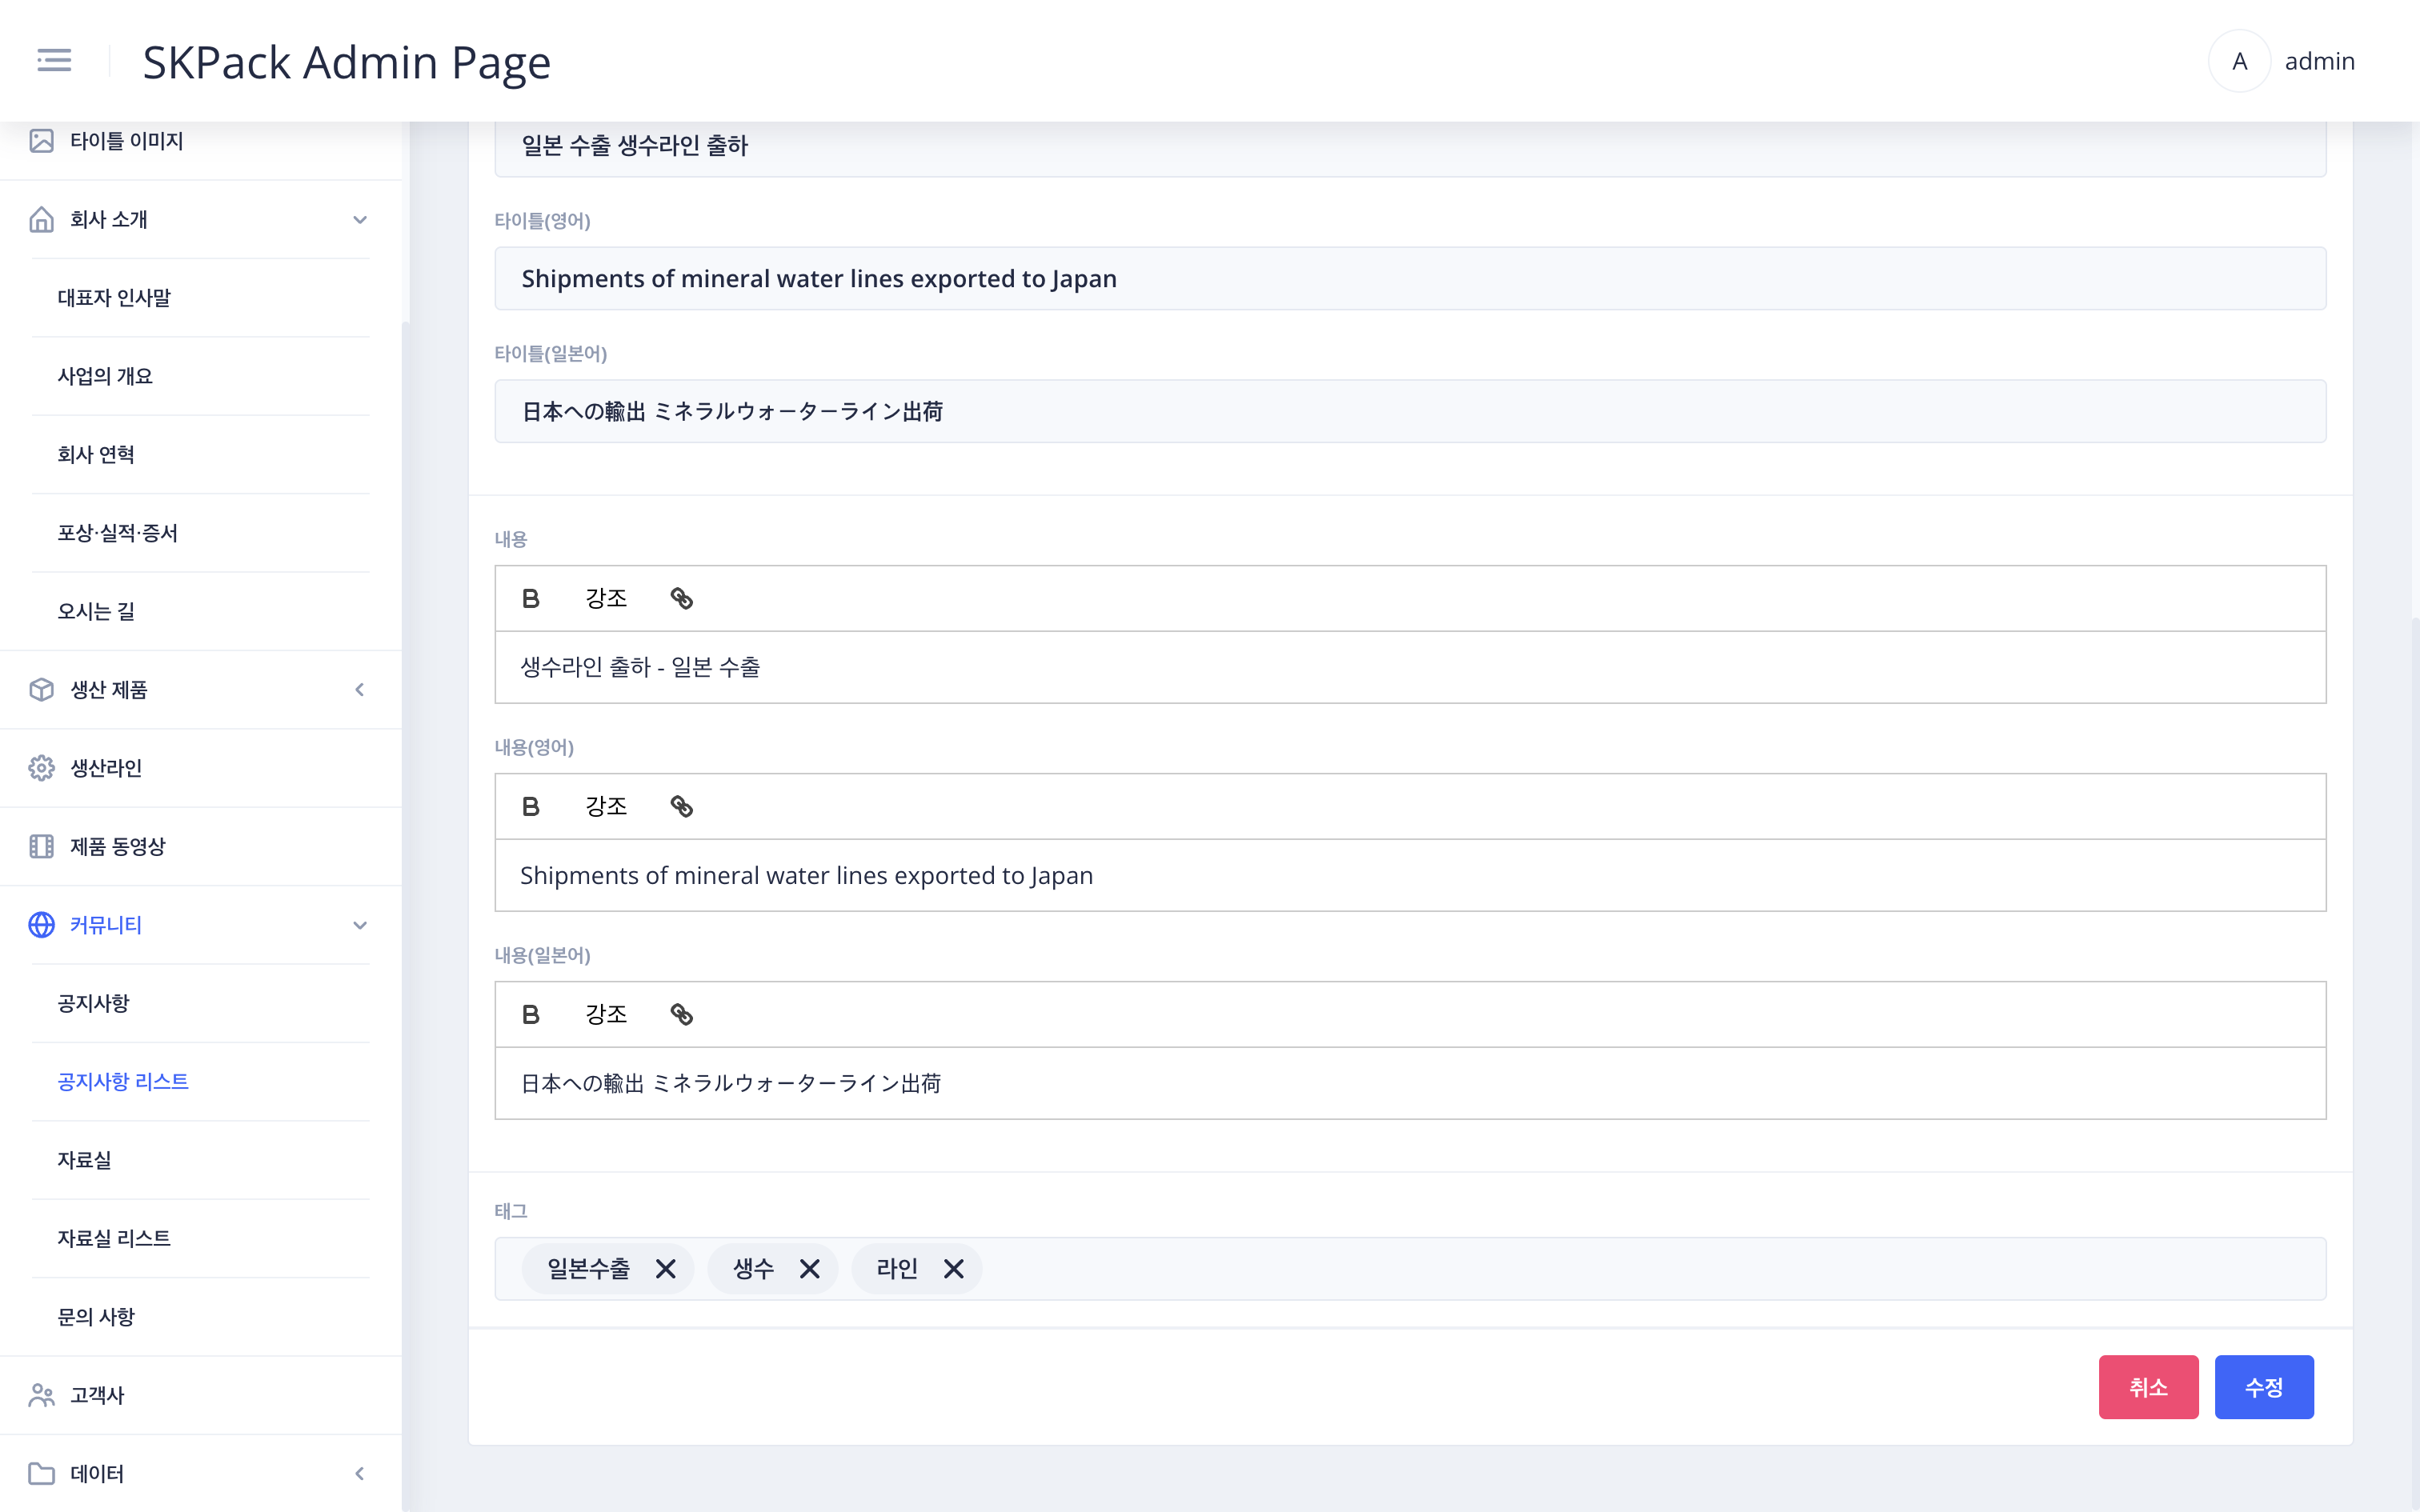 SKPack Admin Page
A
admin
타이틀 이미지
회사 소개
대표자 인사말
사업의 개요
회사 연혁
포상·실적·증서
오시는 길
생산 제품
생산라인
제품 동영상
커뮤니티
공지사항
공지사항 리스트
자료실
자료실 리스트
문의 사항
고객사
데이터
일본 수출 생수라인 출하
타이틀(영어)
Shipments of mineral water lines exported to Japan
타이틀(일본어)
日本への輸出 ミネラルウォーターライン出荷
내용
B 강조
생수라인 출하 - 일본 수출
내용(영어)
B 강조
Shipments of mineral water lines exported to Japan
내용(일본어)
B 강조
日本への輸出 ミネラルウォーターライン出荷
태그
일본수출 생수 라인
취소 수정